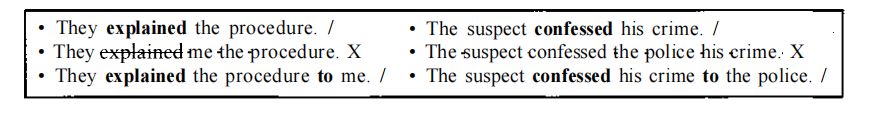 • They explained the procedure. /
• They explained me the procedure. X
• They explained the procedure to me. /
• The suspect confessed his crime. /
• The suspect confessed the police his crime. X
• The suspect confessed his crime to the police. /